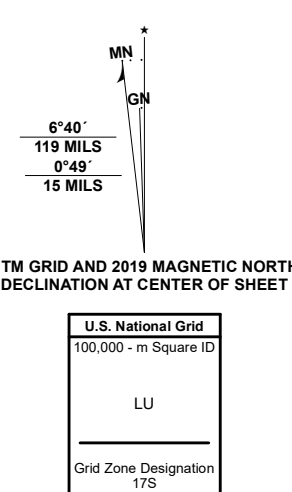 ★
MN
GN
6°40´
119 MILS
0°49´
15 MILS
TM GRID AND 2019 MAGNETIC NORTH
DECLINATION AT CENTER OF SHEET
U.S. National Grid
100,000 - m Square ID
LU
Grid Zone Designation
17S